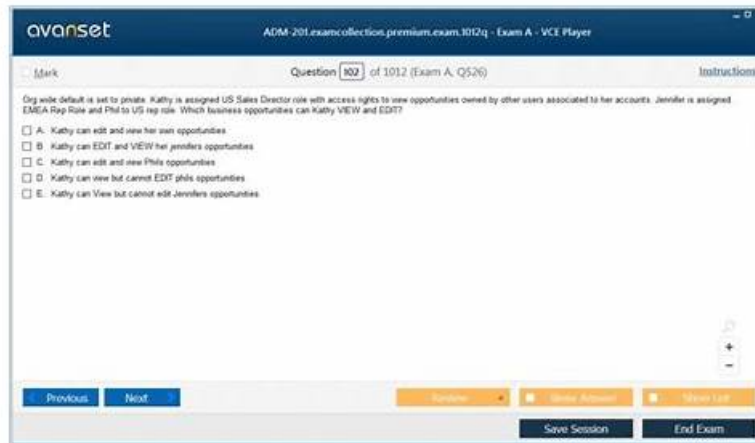 avanset
ADM-201.examcollection.premium.exam.1012q - Exam A - VCE Player
Mark
Question 102 of 1012 (Exam A, Q526)
Instructions
Org wide default is set to private. Kathy is assigned US Sales Director role with access rights to view opportunities owned by other users associated to her accounts. Jennifer is assigned
EMEA Rep Role and Phil to US rep role. Which business opportunities can Kathy VIEW and EDIT?
A. Kathy can edit and view her own opportunities
B. Kathy can EDIT and VIEW her jennifers opportunities
C. Kathy can edit and view Phils opportunities
D. Kathy can view but cannot EDIT phils opportunities
E. Kathy can View but cannot edit Jennifers opportunities
Previous
Next
Review
Show Answer
Show List
Save Session
End Exam